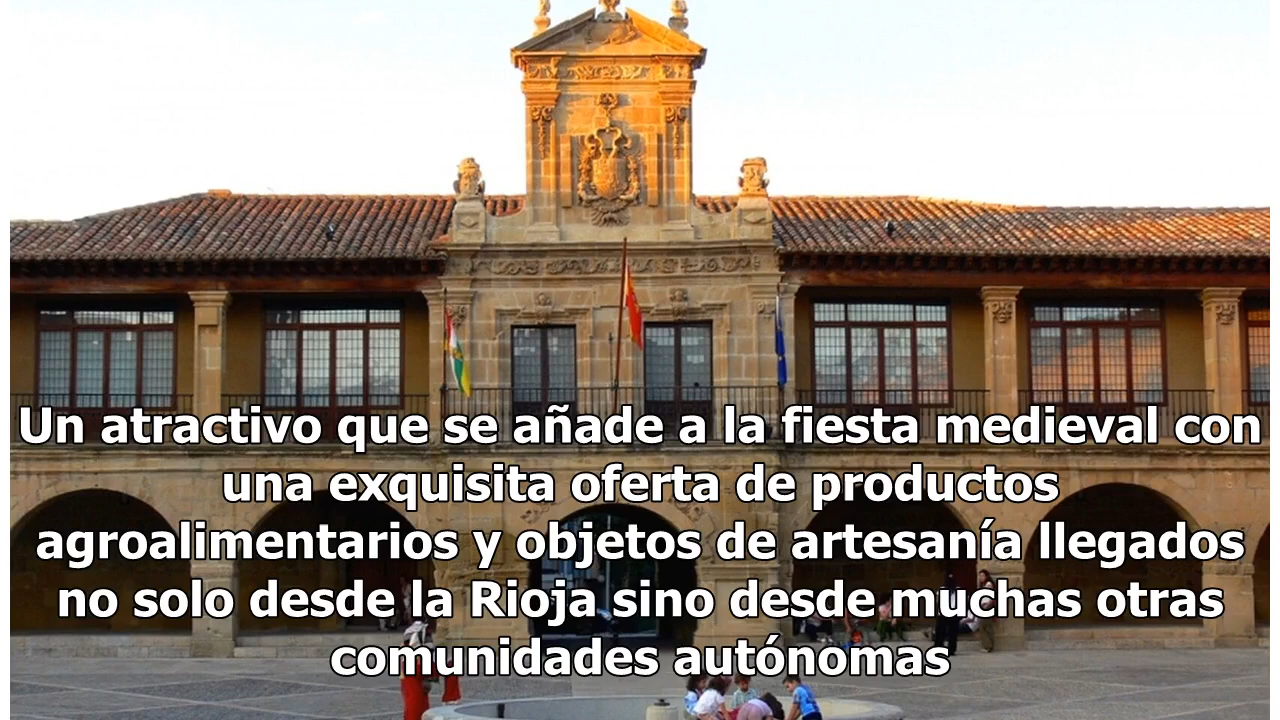 Un atractivo que se añade a la fiesta medieval con
una exquisita oferta de productos
agroalimentarios y objetos de artesanía llegados
no solo desde la Rioja sino desde muchas otras
comunidades autónomas